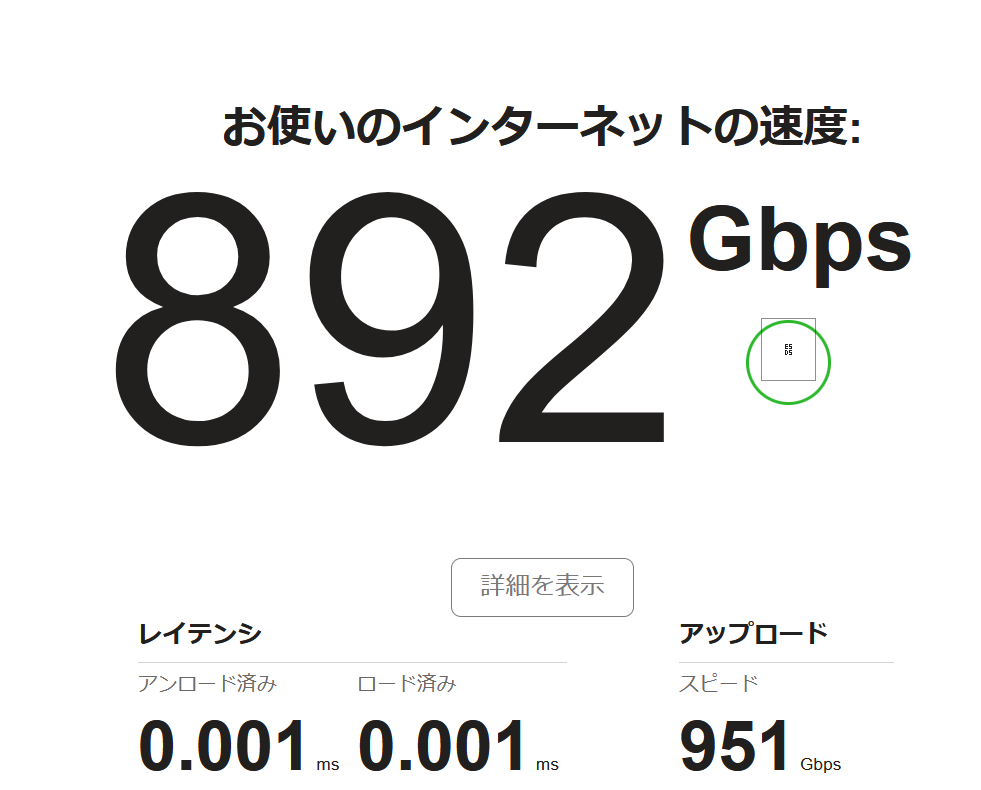 お使いのインターネットの速度:
892 Gbps
詳細を表示
レイテンシ
アンロード済み ロード済み
0.001 ms 0.001 ms
アップロード
スピード
951 Gbps